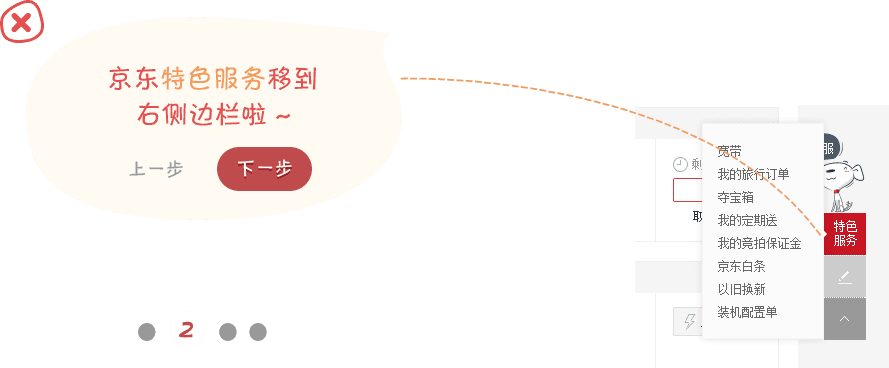 京东特色服务移到
右侧边栏啦~
上一步
下一步
2
宽带
我的旅行订单
夺宝箱
我的定期送
我的竞拍保证金
京东白条
以旧换新
装机配置单
剩
取
服
特色
服务